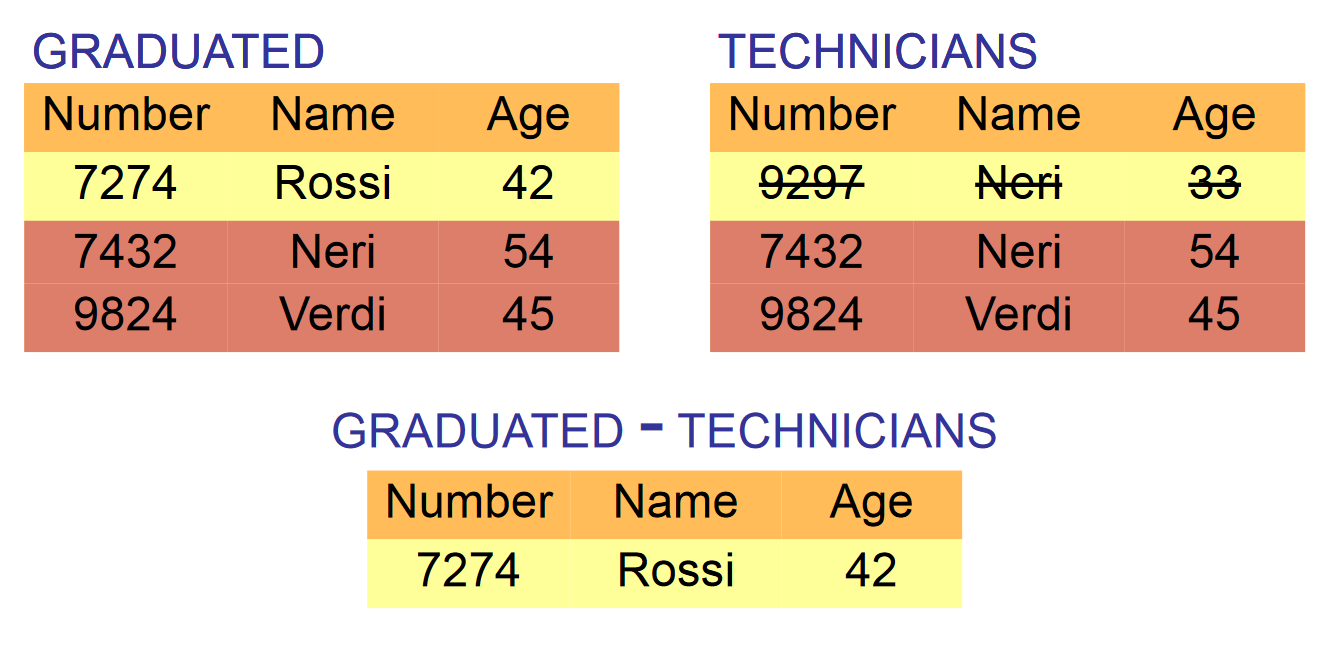 GRADUATED
Number Name Age
7274 Rossi 42
7432 Neri 54
9824 Verdi 45
TECHNICIANS
Number Name Age
9297 Neri 33
7432 Neri 54
9824 Verdi 45
GRADUATED - TECHNICIANS
Number Name Age
7274 Rossi 42